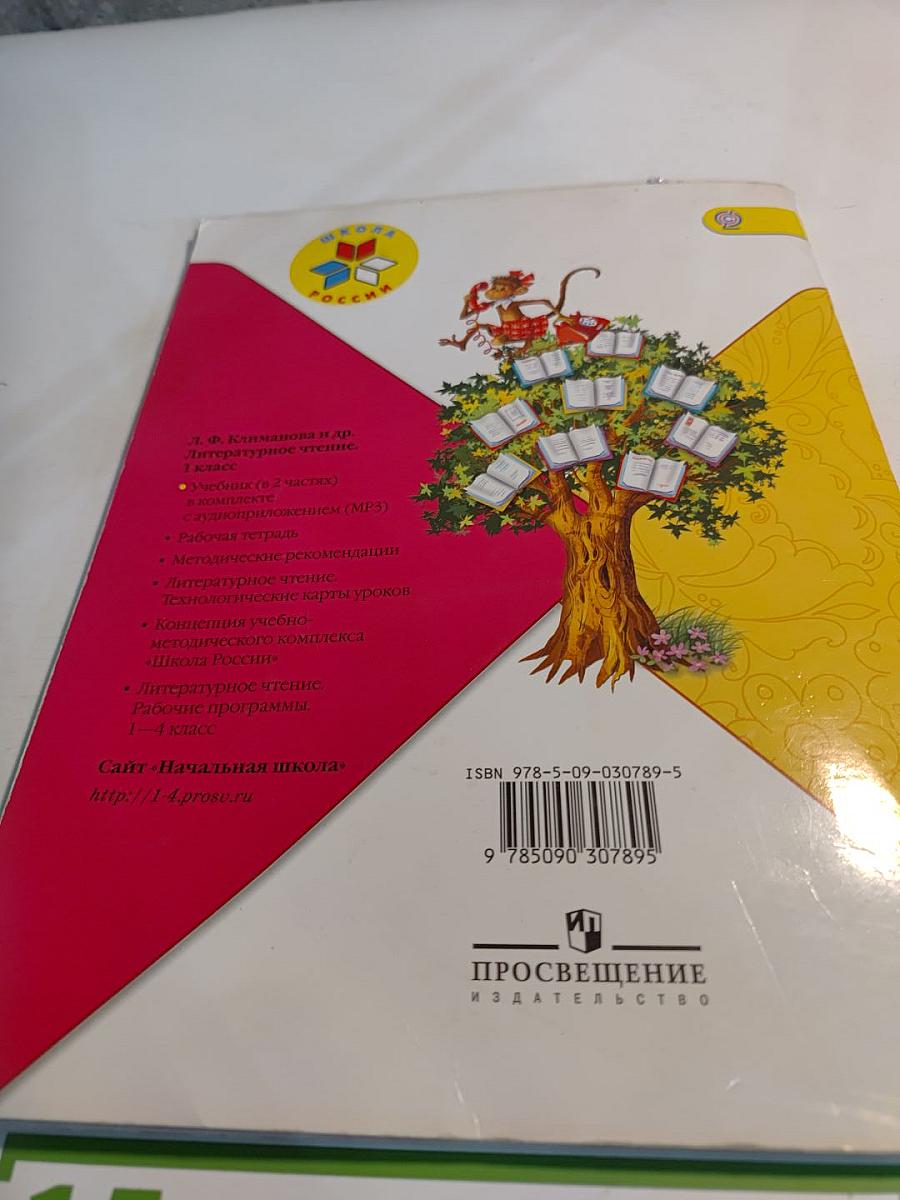 ШКОЛА
РОССИИ
Л. Ф. Климанова и др.
Литературное чтение.
1 класс
• Учебник (в 2 частях)
в комплекте
с аудиоприложением (MP3)
• Рабочая тетрадь
• Методические рекомендации
• Литературное чтение.
Технологические карты уроков
• Концепция учебно-
методического комплекса
«Школа России»
• Литературное чтение.
Рабочие программы.
1—4 класс
Сайт «Начальная школа»
http://1-4.prosv.ru
ISBN 978-5-09-030789-5
9 785090 307895
ИП
ПРОСВЕЩЕНИЕ
ИЗДАТЕЛЬСТВО